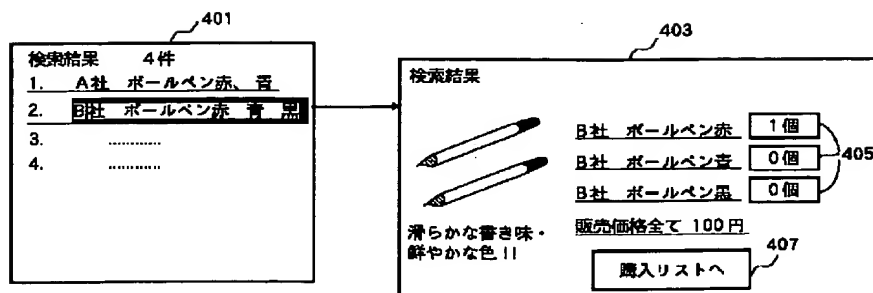 401
検索結果 4件
1. A社 ボールペン赤、青
2. B社 ボールペン赤 青 黒
3. …………
4. …………
403
検索結果
B社 ボールペン赤 1個
B社 ボールペン青 0個
B社 ボールペン黒 0個
405
販売価格全て 100円
滑らかな書き味・
鮮やかな色!!
購入リストへ
407